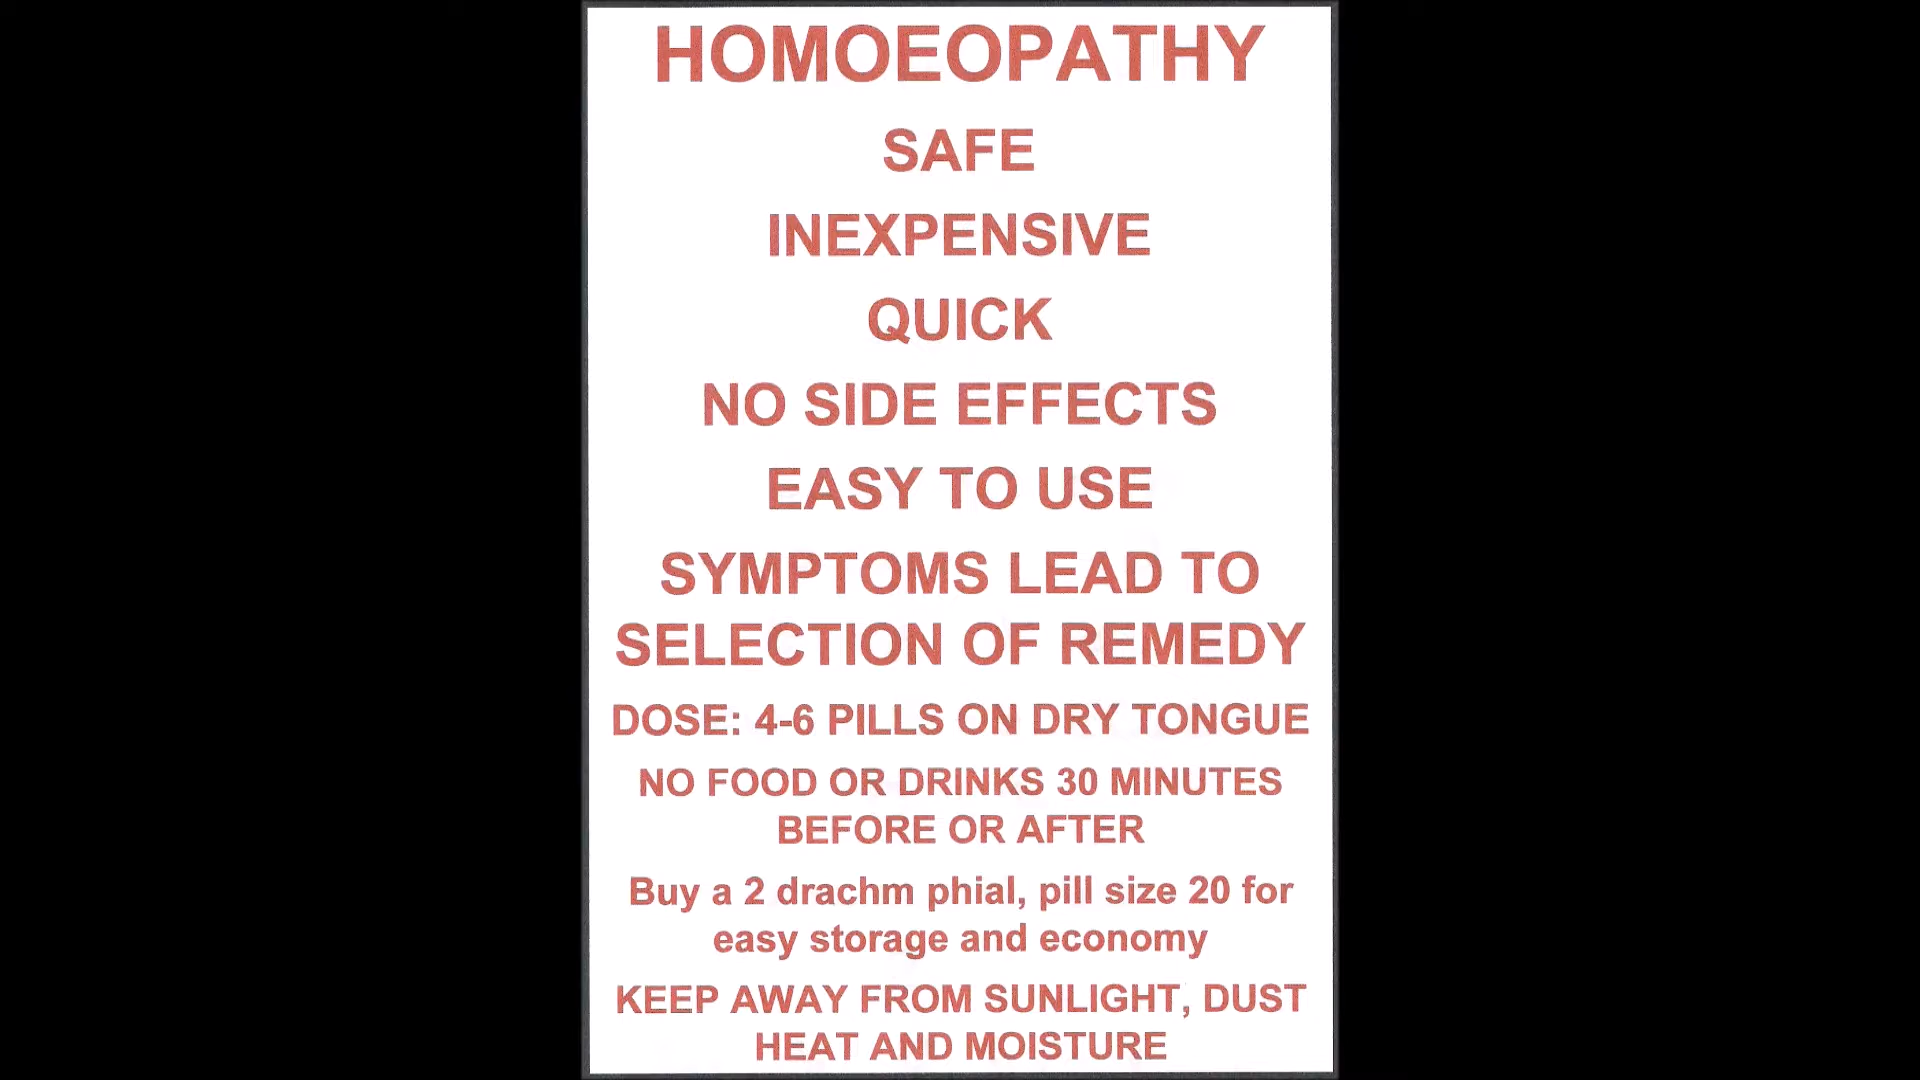 HOMOEOPATHY
SAFE
INEXPENSIVE
QUICK
NO SIDE EFFECTS
EASY TO USE
SYMPTOMS LEAD TO
SELECTION OF REMEDY
DOSE: 4-6 PILLS ON DRY TONGUE
NO FOOD OR DRINKS 30 MINUTES
BEFORE OR AFTER
Buy a 2 drachm phial, pill size 20 for
easy storage and economy
KEEP AWAY FROM SUNLIGHT, DUST
HEAT AND MOISTURE